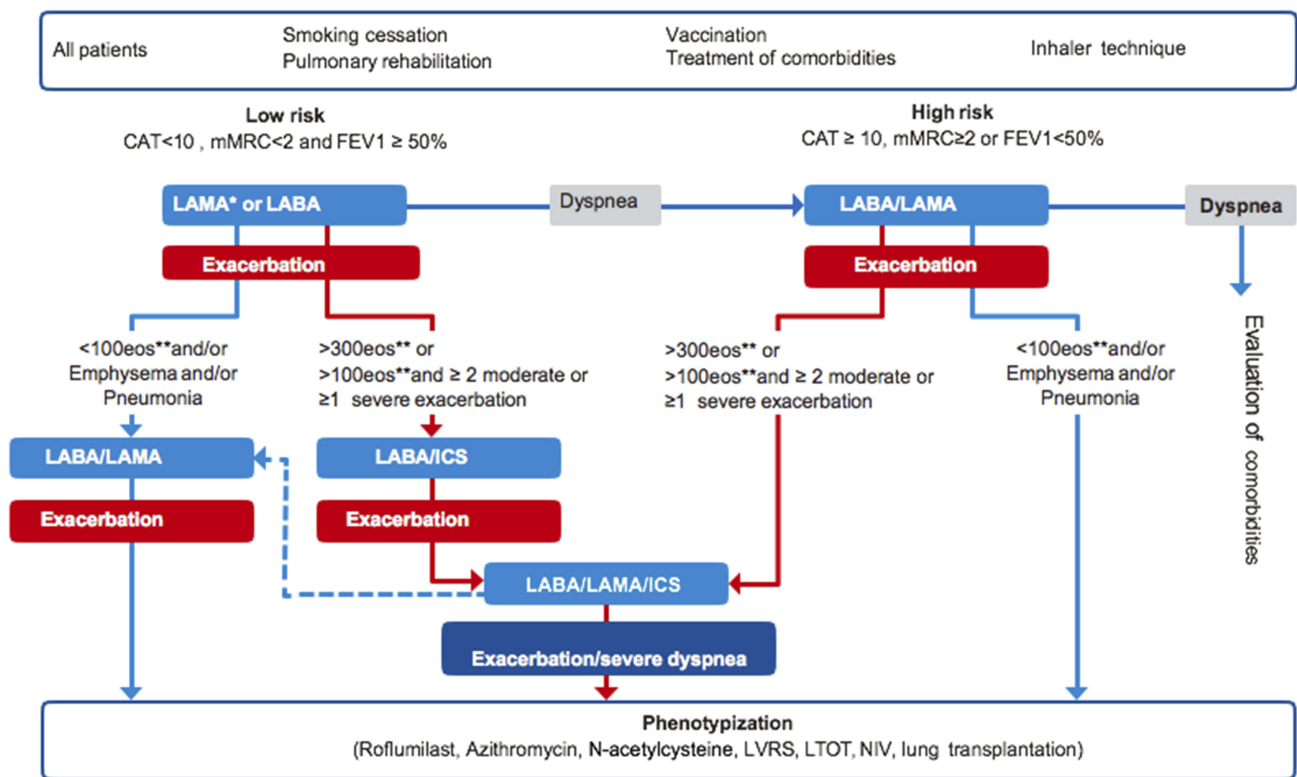 All patients
Smoking cessation
Pulmonary rehabilitation
Vaccination
Treatment of comorbidities
Inhaler technique
Low risk
CAT<10 , mMRC<2 and FEV1 ≥ 50%
High risk
CAT ≥ 10, mMRC≥2 or FEV1<50%
LAMA* or LABA
Dyspnea
LABA/LAMA
Dyspnea
Exacerbation
Exacerbation
<100eos**and/or
Emphysema and/or
Pneumonia
>300eos** or
>100eos**and ≥ 2 moderate or
≥1 severe exacerbation
>300eos** or
>100eos**and ≥ 2 moderate or
≥1 severe exacerbation
<100eos**and/or
Emphysema and/or
Pneumonia
Evaluation of comorbidities
LABA/LAMA
LABA/ICS
Exacerbation
Exacerbation
LABA/LAMA/ICS
Exacerbation/severe dyspnea
Phenotypization
(Roflumilast, Azithromycin, N-acetylcysteine, LVRS, LTOT, NIV, lung transplantation)